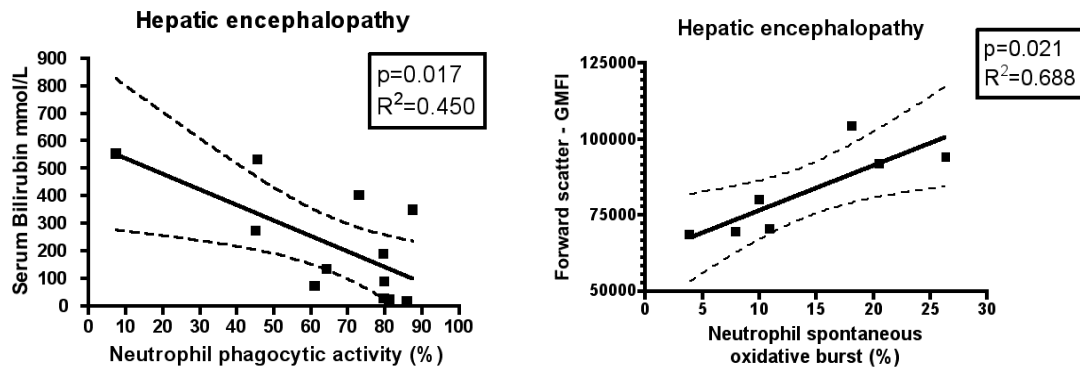 Hepatic encephalopathy
p=0.017
R²=0.450
Serum Bilirubin mmol/L
900
800
700
600
500
400
300
200
100
0
0 10 20 30 40 50 60 70 80 90 100
Neutrophil phagocytic activity (%)
Hepatic encephalopathy
p=0.021
R²=0.688
Forward scatter - GMFI
125000
100000
75000
50000
0 5 10 15 20 25 30
Neutrophil spontaneous
oxidative burst (%)